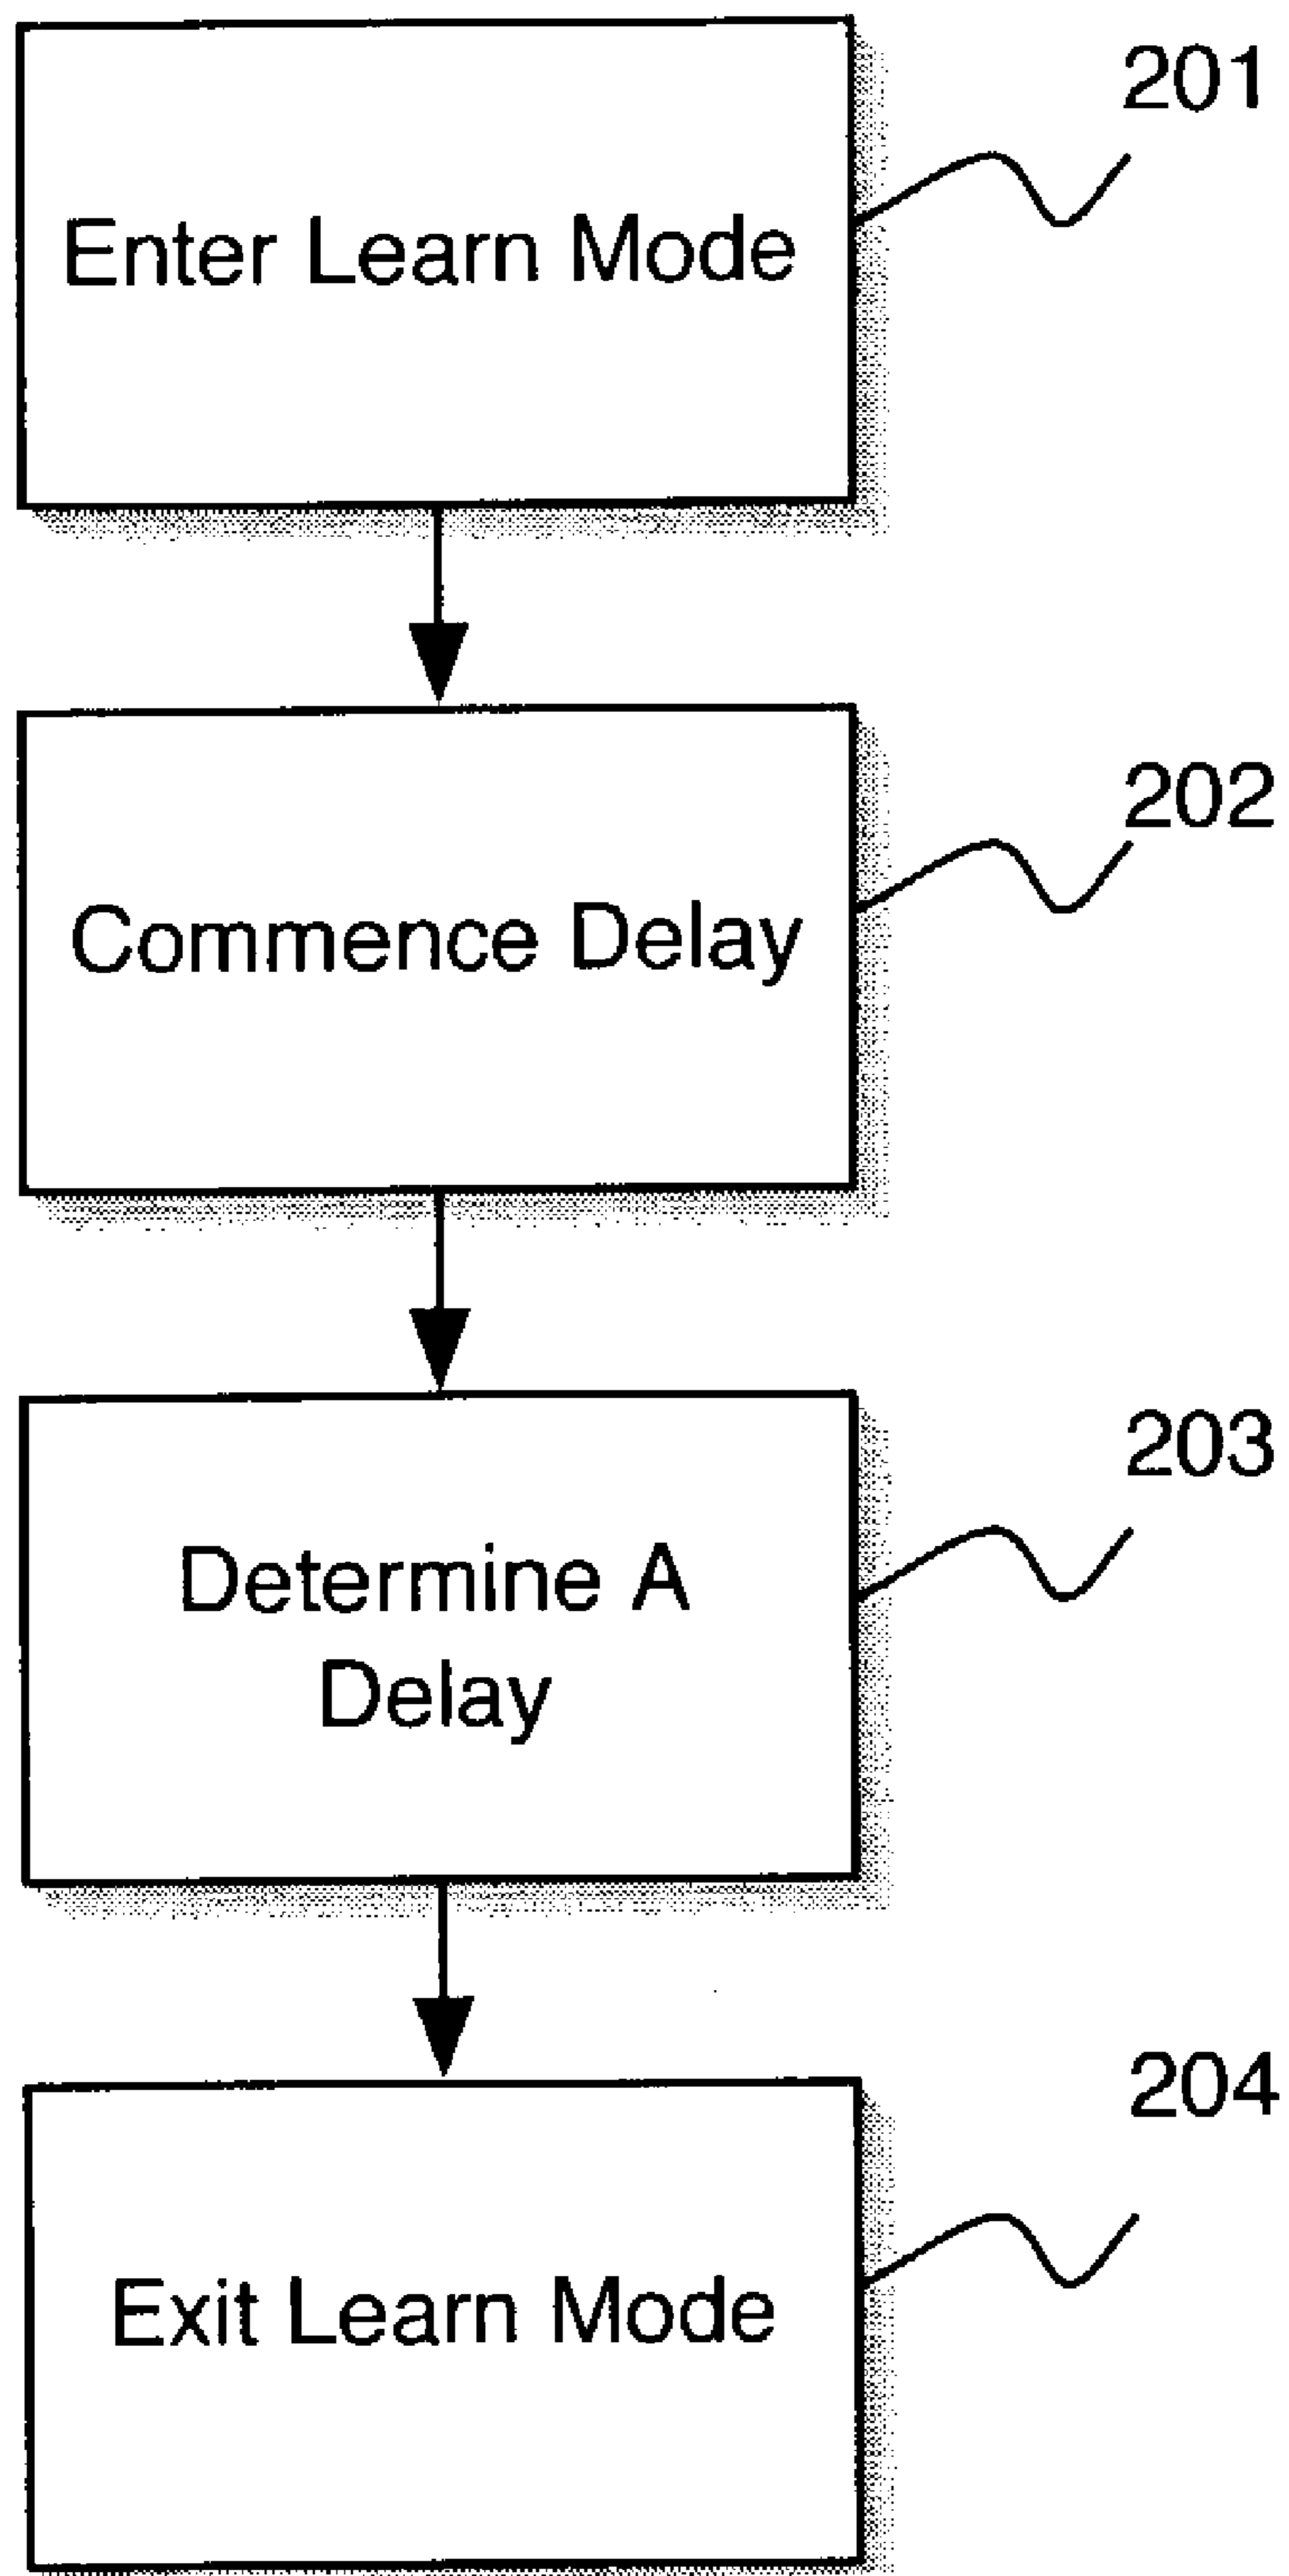 201
Enter Learn Mode
202
Commence Delay
203
Determine A
Delay
204
Exit Learn Mode